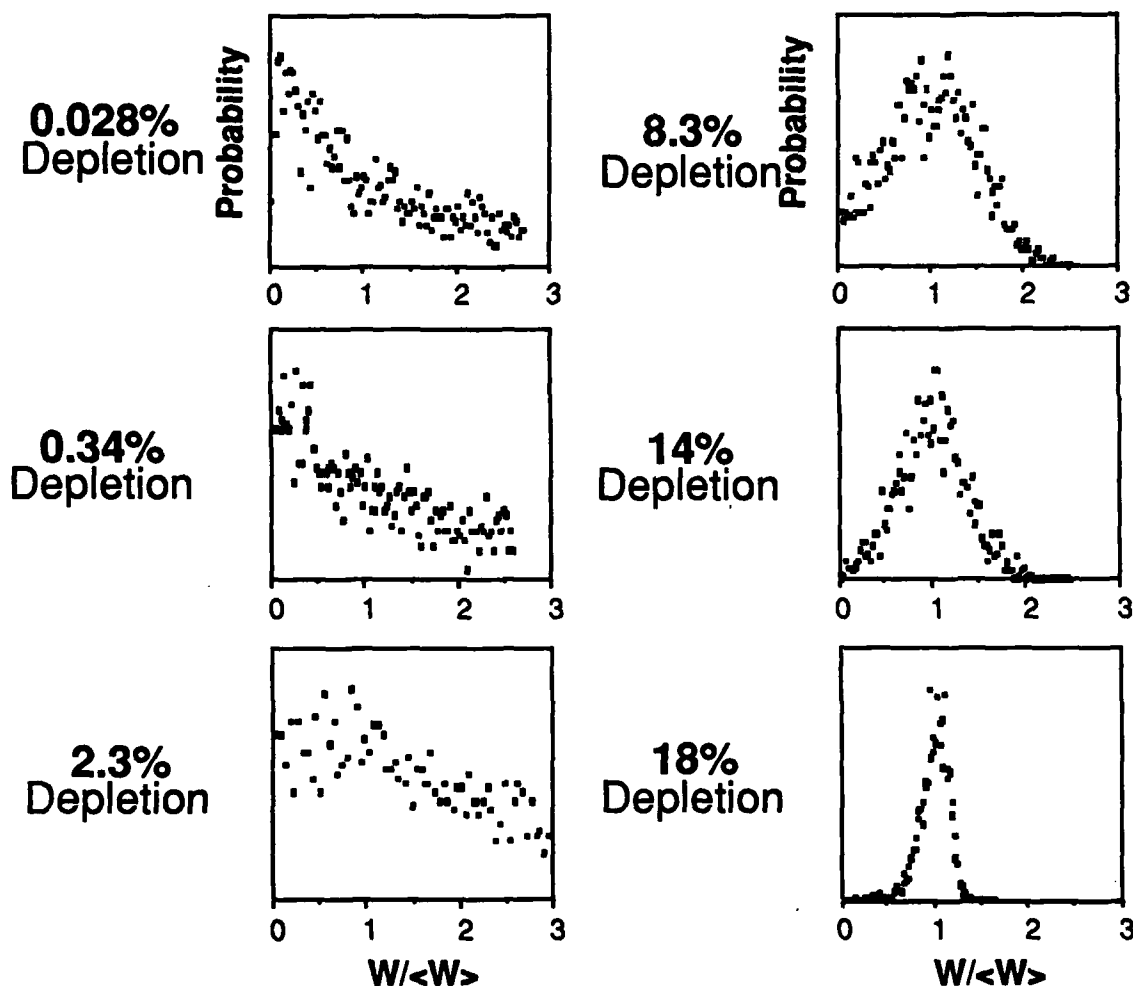 Probability
0.028%
Depletion
0 1 2 3
Probability
8.3%
Depletion
0 1 2 3
0.34%
Depletion
0 1 2 3
14%
Depletion
0 1 2 3
2.3%
Depletion
0 1 2 3
W/<W>
18%
Depletion
0 1 2 3
W/<W>